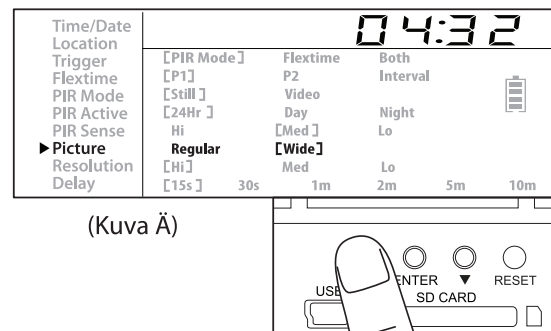 Time/Date
04:32
Location
Trigger [PIR Mode] Flextime Both
Flextime [P1] P2 Interval
PIR Mode [Still ] Video
PIR Active [24Hr ] Day Night
PIR Sense Hi [Med ] Lo
▶Picture Regular [Wide]
Resolution [Hi] Med Lo
Delay [15s ] 30s 1m 2m 5m 10m
(Kuva Ä)
ENTER ▼ RESET
USB SD CARD